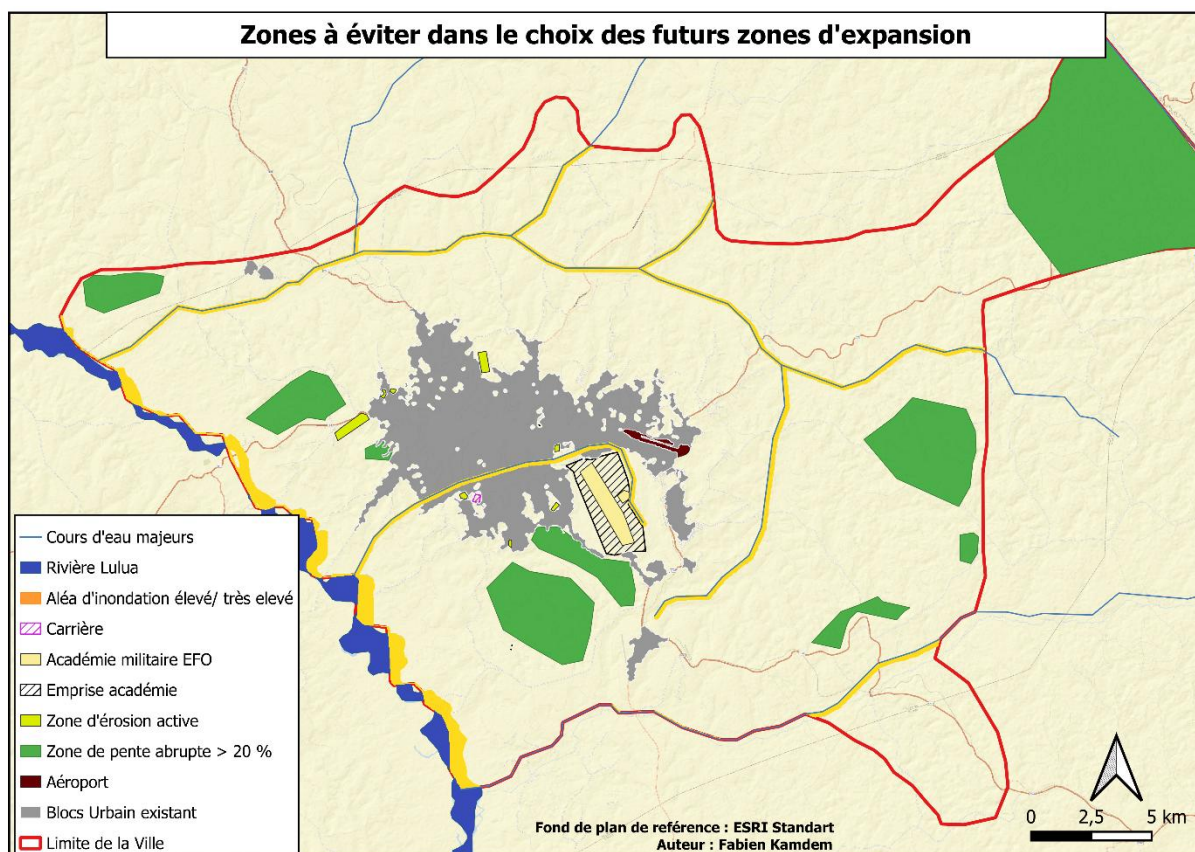 Zones à éviter dans le choix des futurs zones d'expansion
Cours d'eau majeurs
Rivière Lulua
Aléa d'inondation élevé/ très elevé
Carrière
Académie militaire EFO
Emprise académie
Zone d'érosion active
Zone de pente abrupte > 20 %
Aéroport
Blocs Urbain existant
Limite de la Ville
Fond de plan de reférence : ESRI Standart
Auteur : Fabien Kamdem
0 2,5 5 km